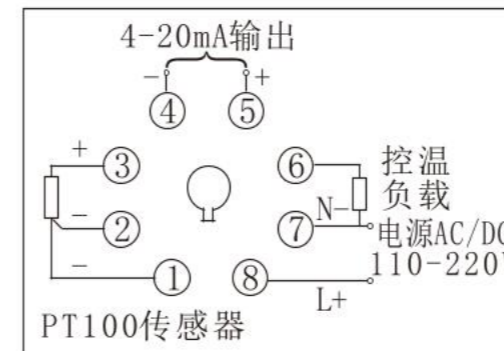 4-20mA输出
- +
④ ⑤
+ ③ ⑥ 控温
负载
- ② ⑦ N- 电源AC/DC
- ① ⑧ L+ 110-220V
PT100传感器